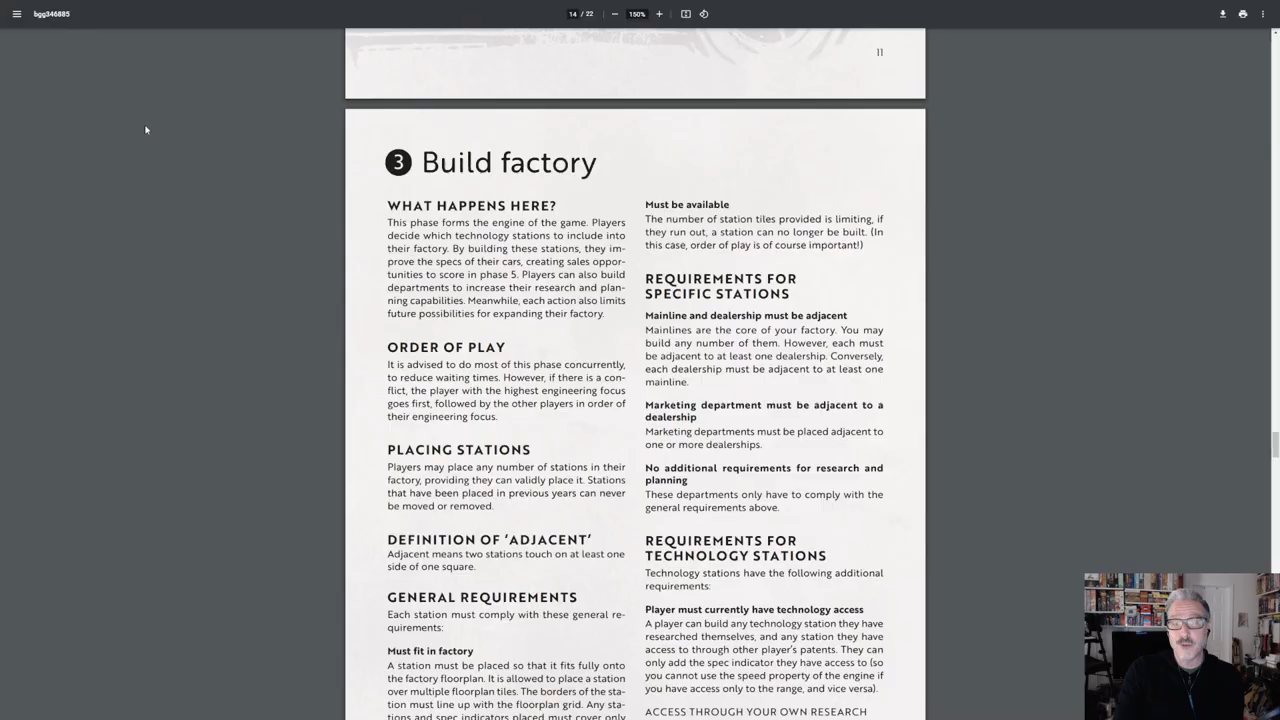 bgg346885
14 / 22
150%
11
3 Build factory
WHAT HAPPENS HERE?
This phase forms the engine of the game. Players
decide which technology stations to include into
their factory. By building these stations, they im-
prove the specs of their cars, creating sales oppor-
tunities to score in phase 5. Players can also build
departments to increase their research and plan-
ning capabilities. Meanwhile, each action also limits
future possibilities for expanding their factory.
ORDER OF PLAY
It is advised to do most of this phase concurrently,
to reduce waiting times. However, if there is a con-
flict, the player with the highest engineering focus
goes first, followed by the other players in order of
their engineering focus.
PLACING STATIONS
Players may place any number of stations in their
factory, providing they can validly place it. Stations
that have been placed in previous years can never
be moved or removed.
DEFINITION OF ‘ADJACENT’
Adjacent means two stations touch on at least one
side of one square.
GENERAL REQUIREMENTS
Each station must comply with these general re-
quirements:
Must fit in factory
A station must be placed so that it fits fully onto
the factory floorplan. It is allowed to place a station
over multiple floorplan tiles. The borders of the sta-
tion must line up with the floorplan grid. Any sta-
tions and spec indicators placed must cover only
Must be available
The number of station tiles provided is limiting, if
they run out, a station can no longer be built. (In
this case, order of play is of course important!)
REQUIREMENTS FOR
SPECIFIC STATIONS
Mainline and dealership must be adjacent
Mainlines are the core of your factory. You may
build any number of them. However, each must
be adjacent to at least one dealership. Conversely,
each dealership must be adjacent to at least one
mainline.
Marketing department must be adjacent to a
dealership
Marketing departments must be placed adjacent to
one or more dealerships.
No additional requirements for research and
planning
These departments only have to comply with the
general requirements above.
REQUIREMENTS FOR
TECHNOLOGY STATIONS
Technology stations have the following additional
requirements:
Player must currently have technology access
A player can build any technology station they have
researched themselves, and any station they have
access to through other player’s patents. They can
only add the spec indicator they have access to (so
you cannot use the speed property of the engine if
you have access only to the range, and vice versa).
ACCESS THROUGH YOUR OWN RESEARCH